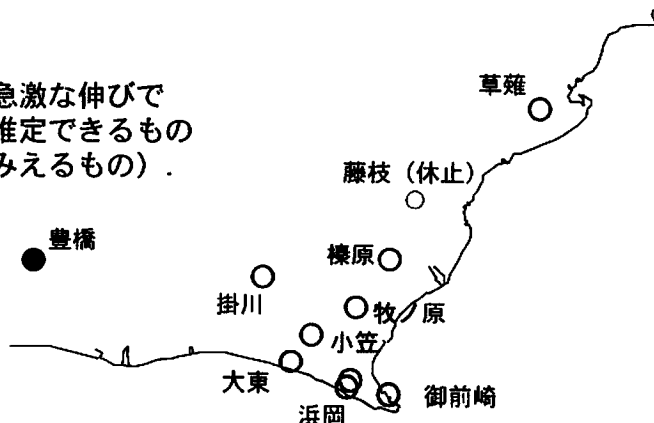 急激な伸びで
推定できるもの
みえるもの）．
草薙
藤枝（休止）
豊橋
榛原
掛川
牧ノ原
小笠
大東
浜岡
御前崎